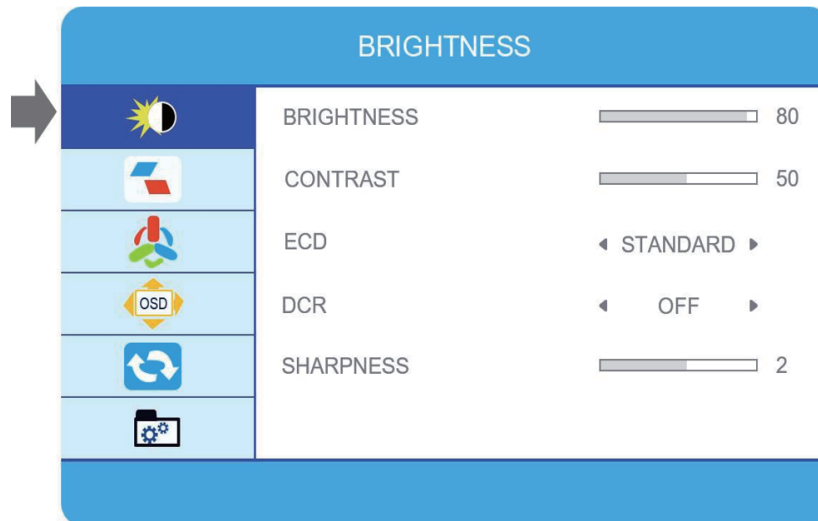 BRIGHTNESS
BRIGHTNESS 80
CONTRAST 50
ECD STANDARD
DCR OFF
OSD
SHARPNESS 2